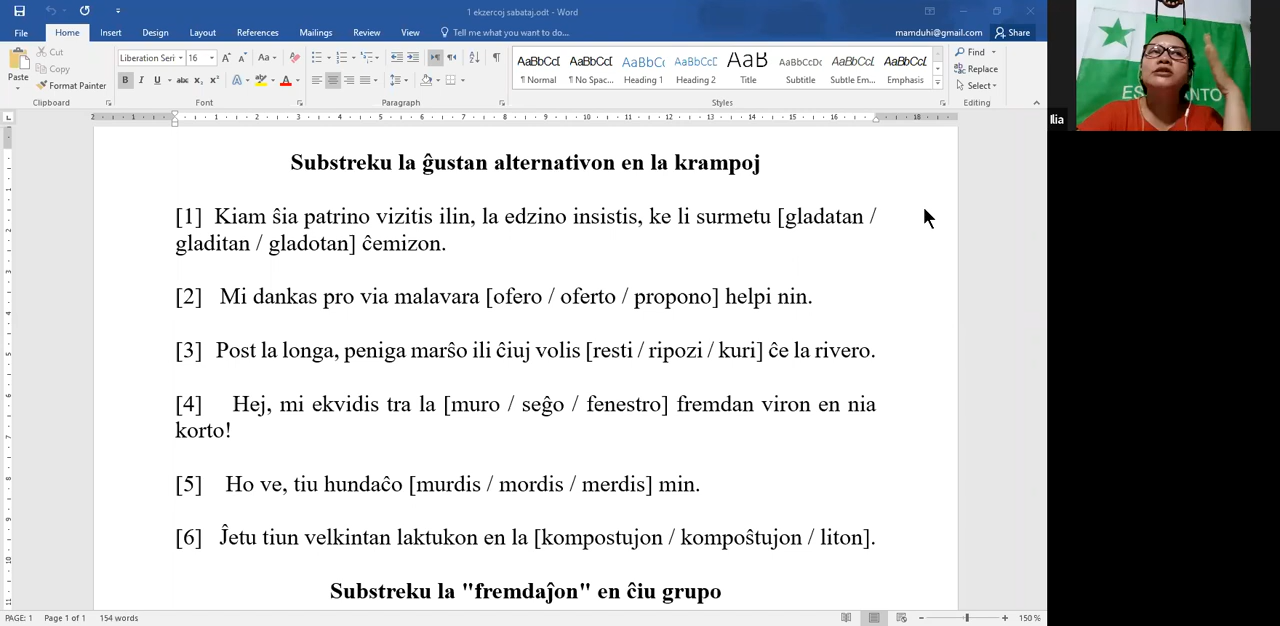 1 ekzercoj sabataj.odt - Word
File Home Insert Design Layout References Mailings Review View Tell me what you want to do... mamduhi@gmail.com Share
Paste Cut Copy Format Painter
Clipboard
Liberation Seri 16
Font
Paragraph
AaBbCcI AaBbCcI AaBbCc AaBbCc AaB AaBbCcDc AaBbCcI AaBbCcI
¶ Normal ¶ No Spac... Heading 1 Heading 2 Title Subtitle Subtle Em... Emphasis
Styles
Find
Replace
Select
Editing
Substreku la ĝustan alternativon en la krampoj
[1] Kiam ŝia patrino vizitis ilin, la edzino insistis, ke li surmetu [gladatan /
gladitan / gladotan] ĉemizon.
[2] Mi dankas pro via malavara [ofero / oferto / propono] helpi nin.
[3] Post la longa, peniga marŝo ili ĉiuj volis [resti / ripozi / kuri] ĉe la rivero.
[4] Hej, mi ekvidis tra la [muro / seĝo / fenestro] fremdan viron en nia
korto!
[5] Ho ve, tiu hundaĉo [murdis / mordis / merdis] min.
[6] Ĵetu tiun velkintan laktukon en la [kompostujon / kompoŝtujon / liton].
Substreku la "fremdaĵon" en ĉiu grupo
PAGE: 1 Page 1 of 1 154 words 150 %
Ilia